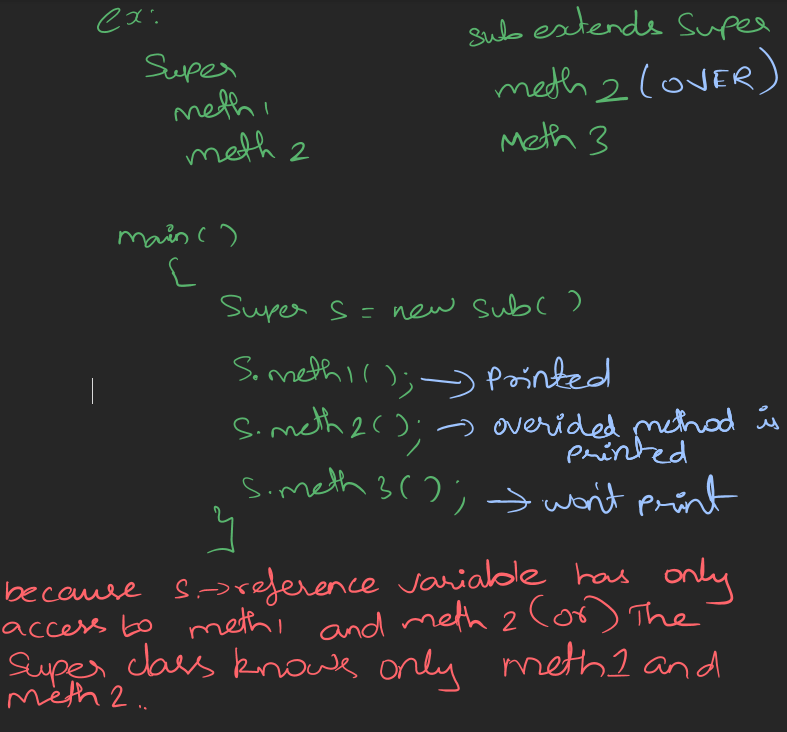 ex:
Super
meth1
meth 2
sub extends Super
meth 2 (OVER)
Meth 3
main()
{
Super s = new sub()
S.meth1(); → printed
S.meth2(); → overided method is
printed
S.meth3(); → won't print
}
because s.→reference variable has only
access to meth1 and meth 2 (or) The
Super class knows only meth1 and
meth 2..